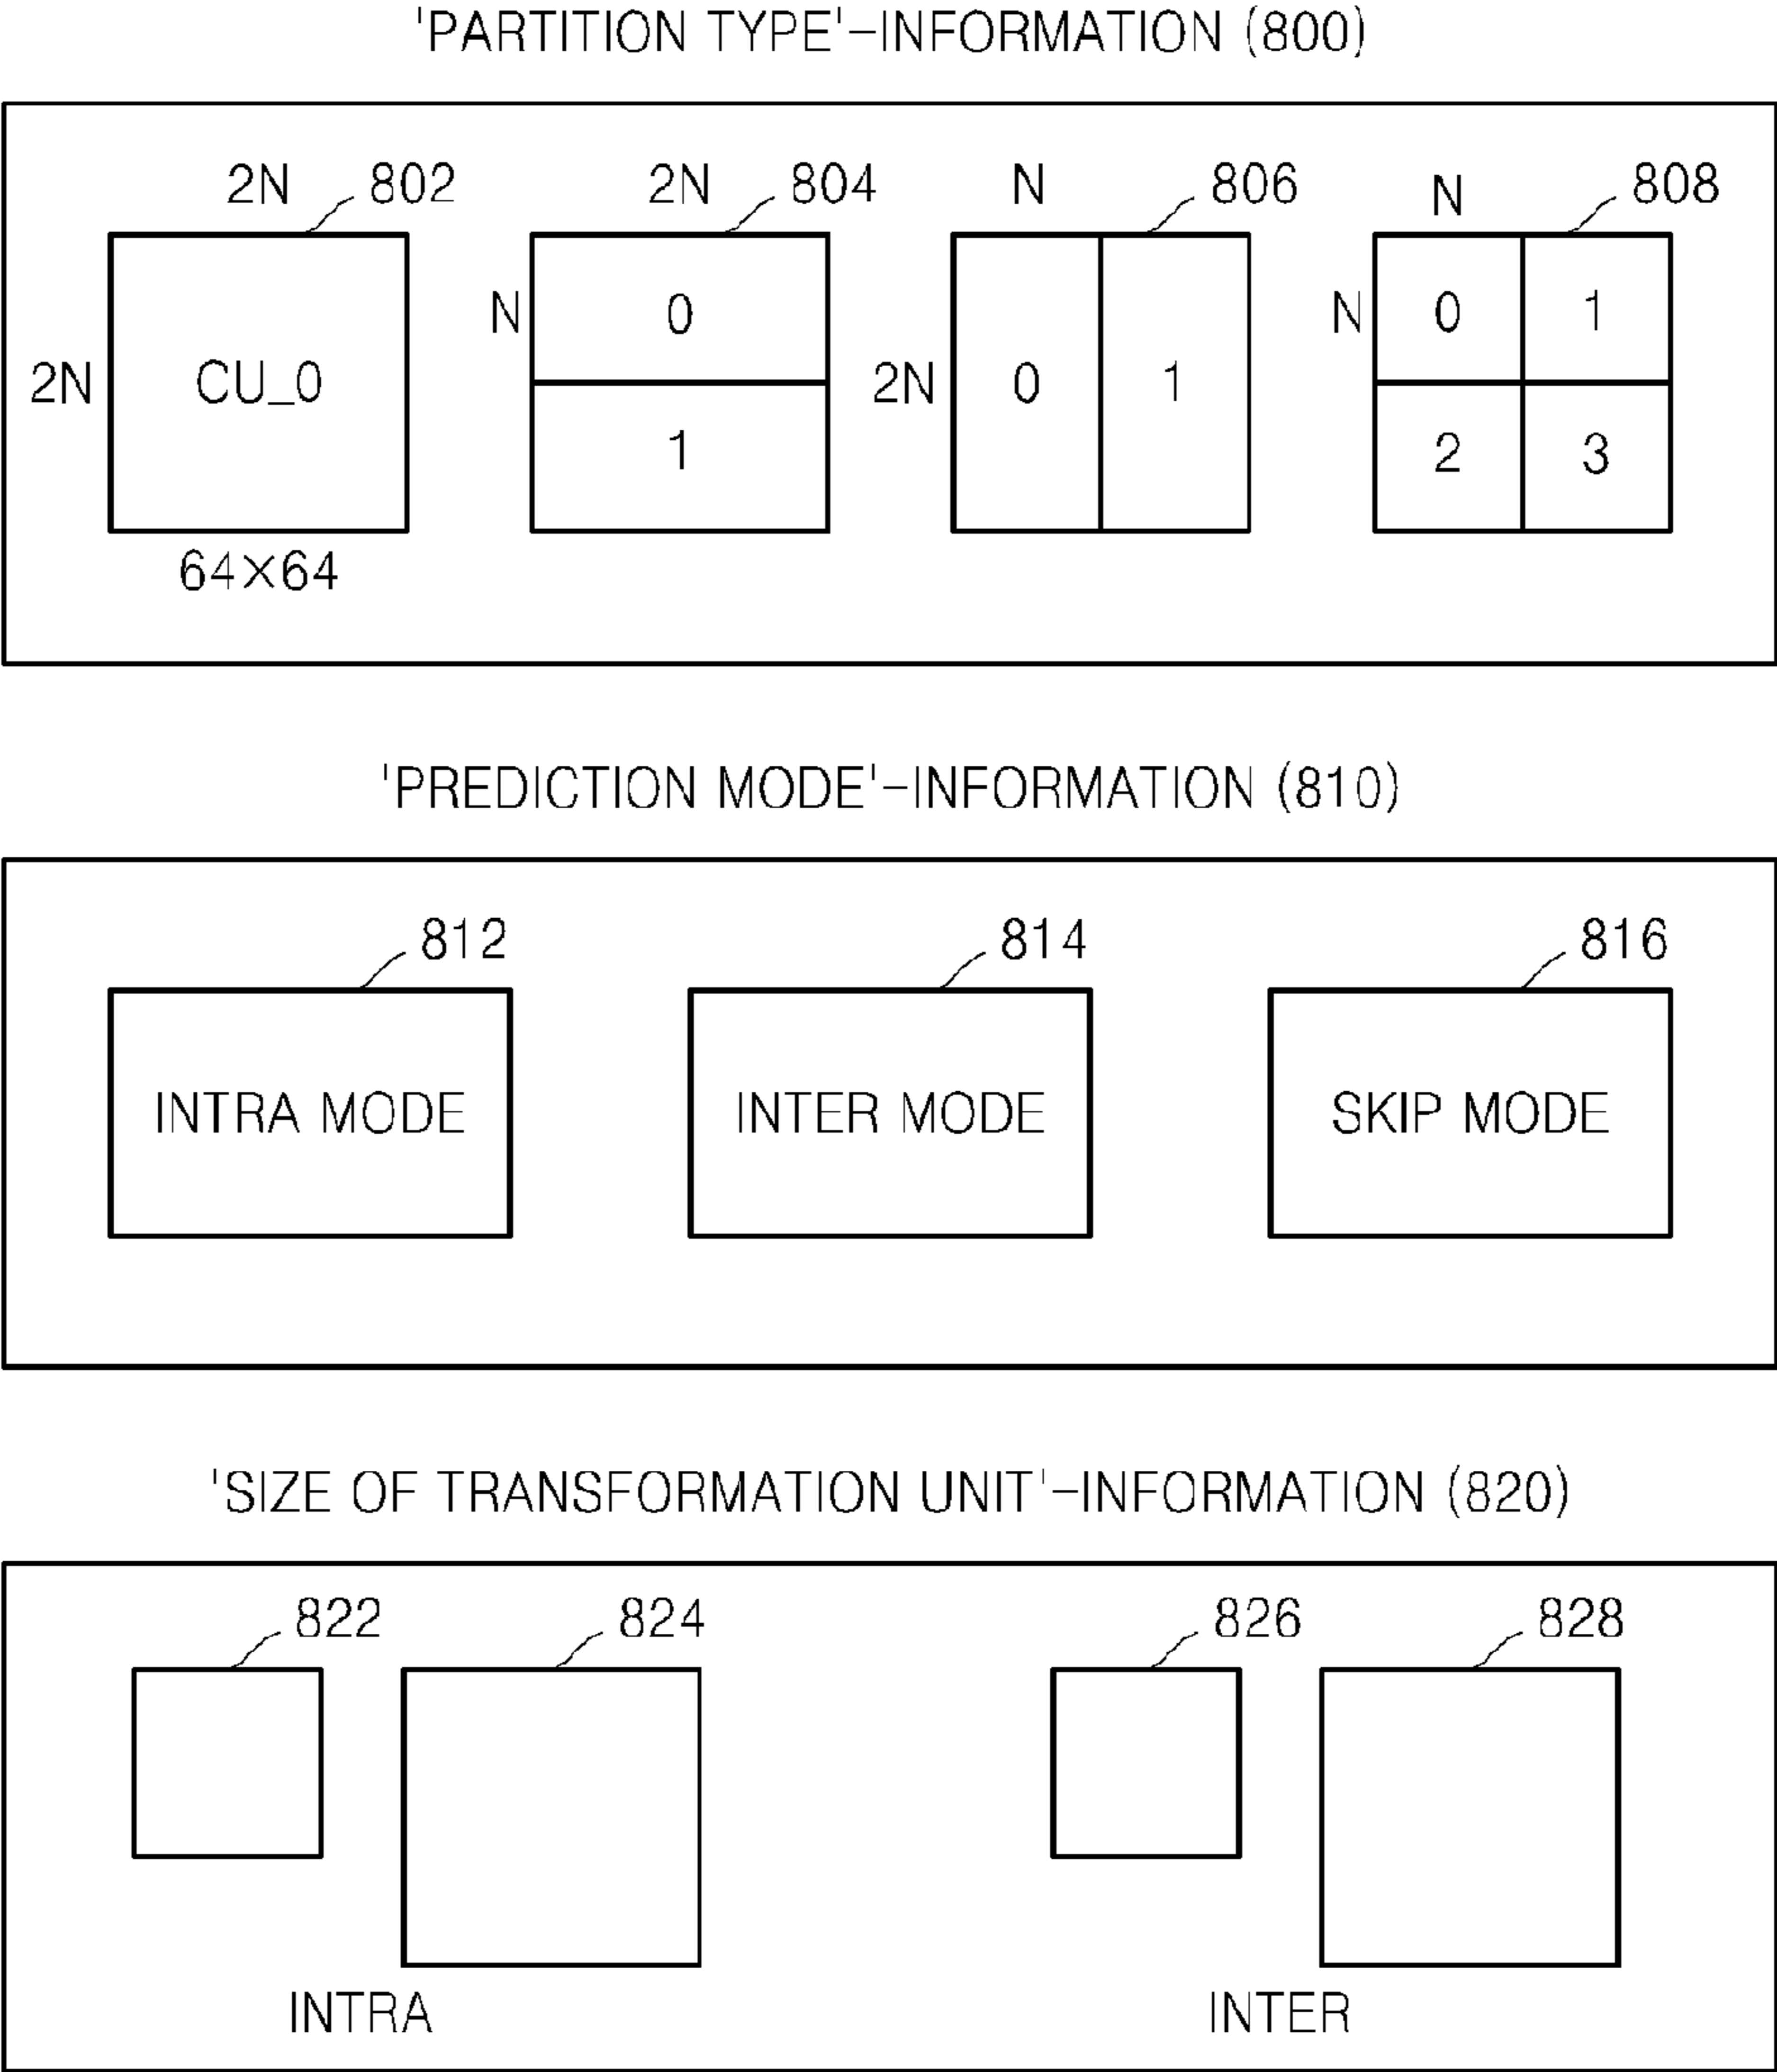 'PARTITION TYPE'-INFORMATION (800)
2N 802 2N 804 N 806 N 808
N 0 N 0 1
2N CU_0 2N 0 1
1 2 3
64×64
'PREDICTION MODE'-INFORMATION (810)
812 814 816
INTRA MODE INTER MODE SKIP MODE
'SIZE OF TRANSFORMATION UNIT'-INFORMATION (820)
822 824 826 828
INTRA INTER